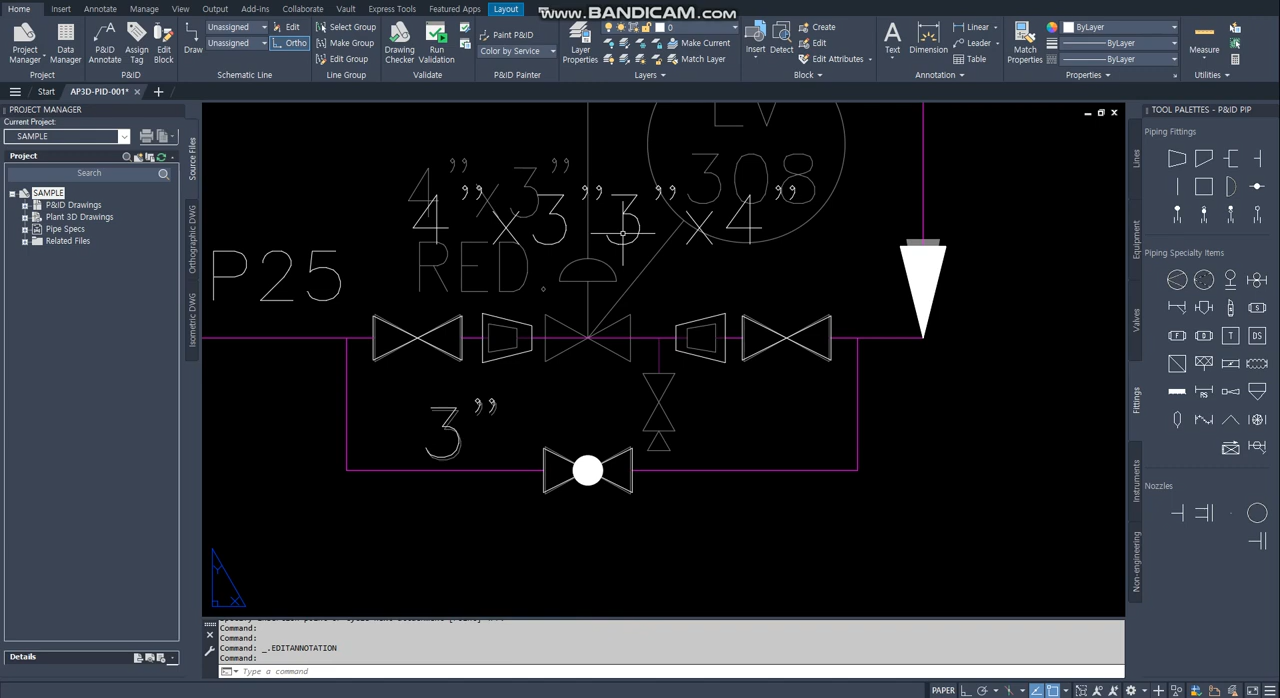 www.BANDICAM.com
Home Insert Annotate Manage View Output Add-ins Collaborate Vault Express Tools Featured Apps Layout
Project Manager
Data Manager
Project
P&ID Annotate
Assign Tag
Edit Block
P&ID
Draw
Unassigned
Unassigned
Edit
Ortho
Schematic Line
Select Group
Make Group
Edit Group
Line Group
Drawing Checker
Run Validation
Validate
Paint P&ID
Color by Service
P&ID Painter
Layer Properties
0
Make Current
Match Layer
Layers
Insert
Detect
Create
Edit
Edit Attributes
Block
Text
Dimension
Linear
Leader
Table
Annotation
Match Properties
ByLayer
ByLayer
ByLayer
Properties
Measure
Utilities
Start
AP3D-PID-001*
PROJECT MANAGER
Current Project:
SAMPLE
Project
Search
SAMPLE
P&ID Drawings
Plant 3D Drawings
Pipe Specs
Related Files
Source Files
Orthographic DWG
Isometric DWG
Details
LV
308
4"x3"
RED.
4"x3"
3"x4"
P25
3"
Y
X
TOOL PALETTES - P&ID PIP
Piping Fittings
Piping Specialty Items
F
D
T
DS
S
RS
Nozzles
Lines
Equipment
Valves
Fittings
Instruments
Non-engineering
Command:
Command:
Command: _.EDITANNOTATION
Command:
Type a command
PAPER